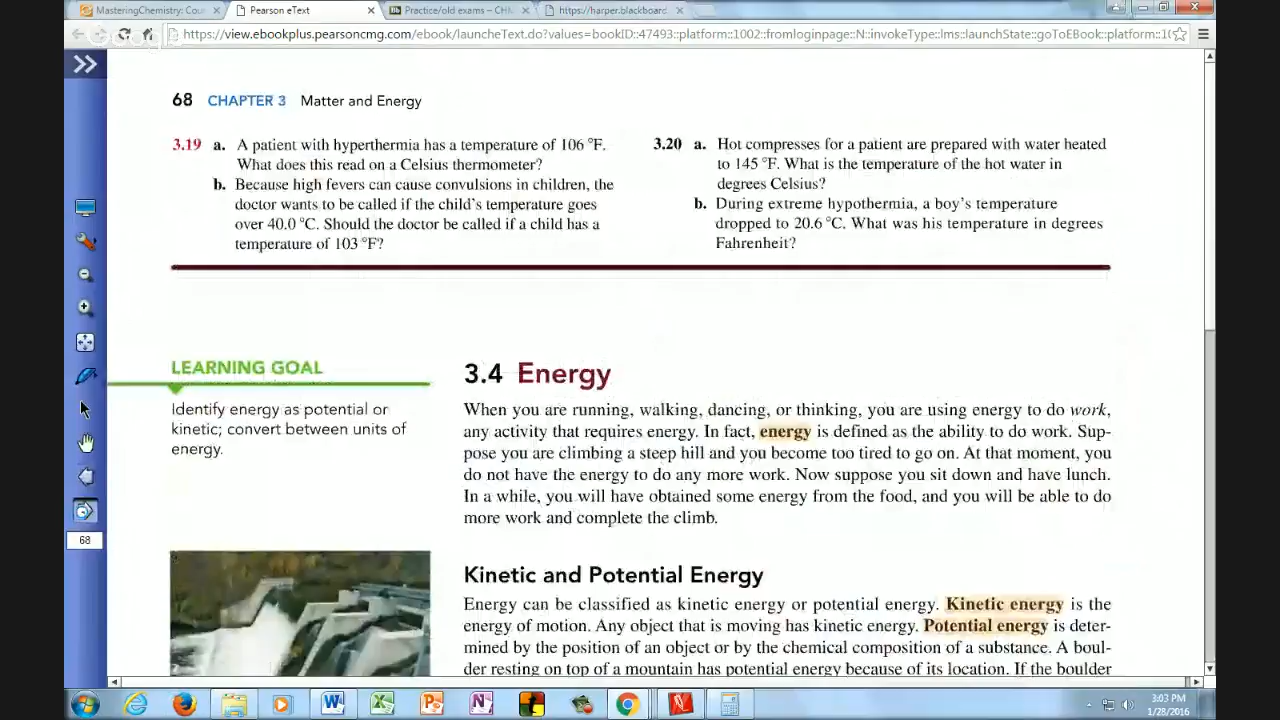 MasteringChemistry: Cou
Pearson eText
Practice/old exams – CH
https://harper.blackboard.
https://view.ebookplus.pearsoncmg.com/ebook/launcheText.do?values=bookID::47493::platform::1002::fromloginpage::N::invokeType::lms::launchState::goToEBook::platform::1(
68 CHAPTER 3 Matter and Energy
3.19 a. A patient with hyperthermia has a temperature of 106 °F.
What does this read on a Celsius thermometer?
b. Because high fevers can cause convulsions in children, the
doctor wants to be called if the child's temperature goes
over 40.0 °C. Should the doctor be called if a child has a
temperature of 103 °F?
3.20 a. Hot compresses for a patient are prepared with water heated
to 145 °F. What is the temperature of the hot water in
degrees Celsius?
b. During extreme hypothermia, a boy's temperature
dropped to 20.6 °C. What was his temperature in degrees
Fahrenheit?
LEARNING GOAL
Identify energy as potential or
kinetic; convert between units of
energy.
3.4 Energy
When you are running, walking, dancing, or thinking, you are using energy to do work,
any activity that requires energy. In fact, energy is defined as the ability to do work. Sup-
pose you are climbing a steep hill and you become too tired to go on. At that moment, you
do not have the energy to do any more work. Now suppose you sit down and have lunch.
In a while, you will have obtained some energy from the food, and you will be able to do
more work and complete the climb.
Kinetic and Potential Energy
Energy can be classified as kinetic energy or potential energy. Kinetic energy is the
energy of motion. Any object that is moving has kinetic energy. Potential energy is deter-
mined by the position of an object or by the chemical composition of a substance. A boul-
der resting on top of a mountain has potential energy because of its location. If the boulder
68
3:03 PM
1/28/2016